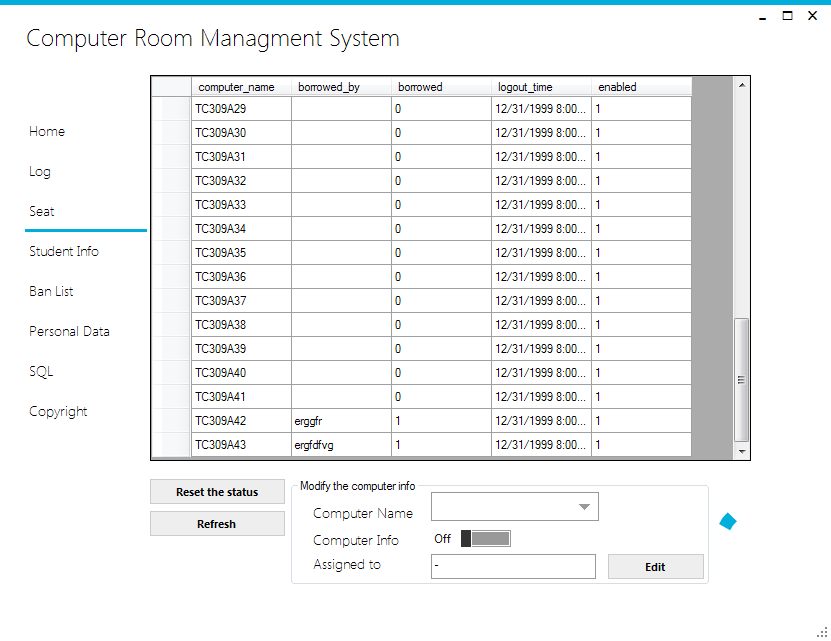 Computer Room Managment System
Home
Log
Seat
Student Info
Ban List
Personal Data
SQL
Copyright
computer_name borrowed_by borrowed logout_time enabled
TC309A29 0 12/31/1999 8:00... 1
TC309A30 0 12/31/1999 8:00... 1
TC309A31 0 12/31/1999 8:00... 1
TC309A32 0 12/31/1999 8:00... 1
TC309A33 0 12/31/1999 8:00... 1
TC309A34 0 12/31/1999 8:00... 1
TC309A35 0 12/31/1999 8:00... 1
TC309A36 0 12/31/1999 8:00... 1
TC309A37 0 12/31/1999 8:00... 1
TC309A38 0 12/31/1999 8:00... 1
TC309A39 0 12/31/1999 8:00... 1
TC309A40 0 12/31/1999 8:00... 1
TC309A41 0 12/31/1999 8:00... 1
TC309A42 erggfr 1 12/31/1999 8:00... 1
TC309A43 ergfdfvg 1 12/31/1999 8:00... 1
Reset the status
Refresh
Modify the computer info
Computer Name
Computer Info Off
Assigned to -
Edit